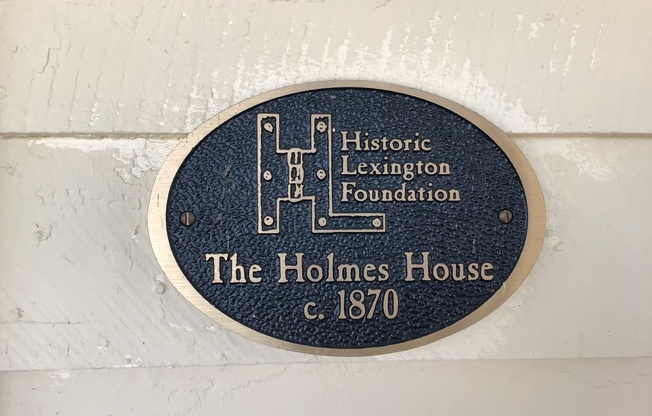 Historic
Lexington
Foundation
The Holmes House
c. 1870